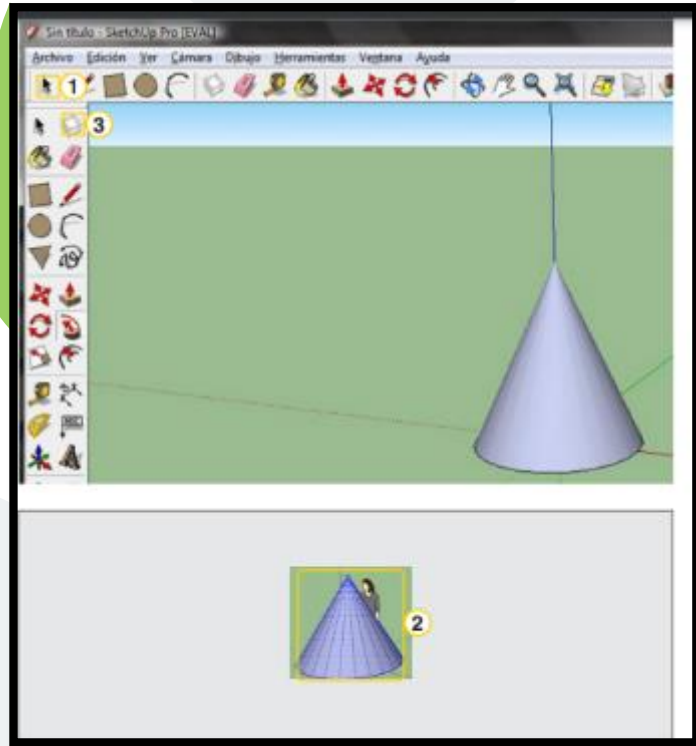 Sin título - SketchUp Pro [EVAL]
Archivo Edición Ver Cámara Dibujo Herramientas Ventana Ayuda
1
3
2